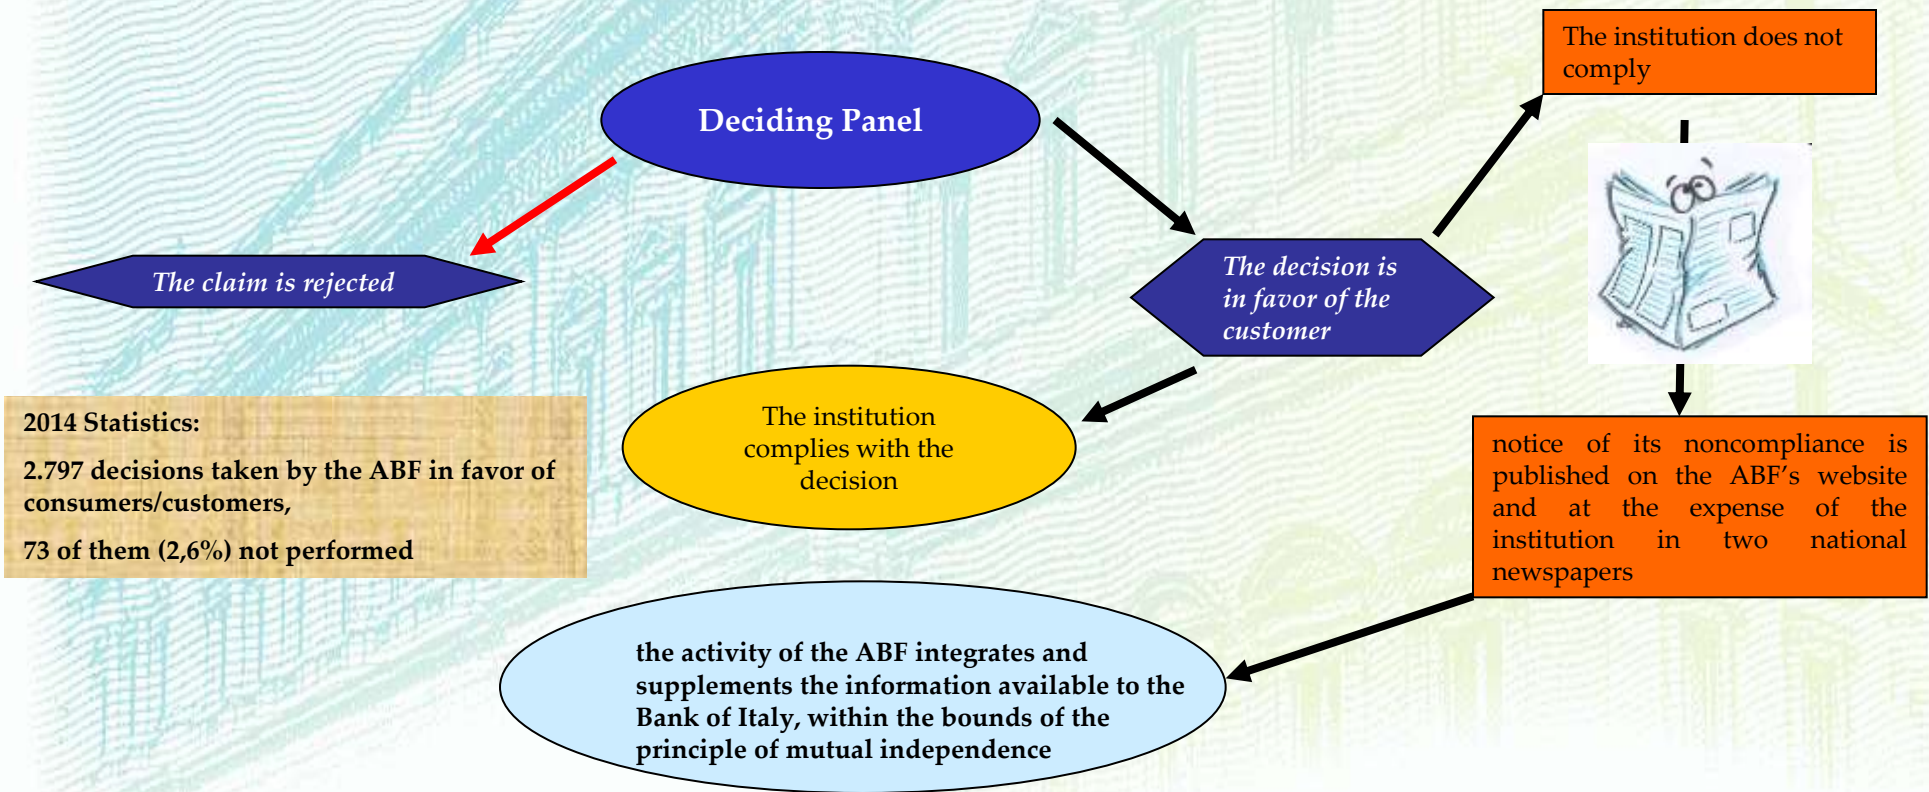 The institution does not
comply
Deciding Panel
The claim is rejected
The decision is
in favor of the
customer
The institution
complies with the
decision
2014 Statistics:
2.797 decisions taken by the ABF in favor of
consumers/customers,
73 of them (2,6%) not performed
notice of its noncompliance is
published on the ABF’s website
and at the expense of the
institution in two national
newspapers
the activity of the ABF integrates and
supplements the information available to the
Bank of Italy, within the bounds of the
principle of mutual independence